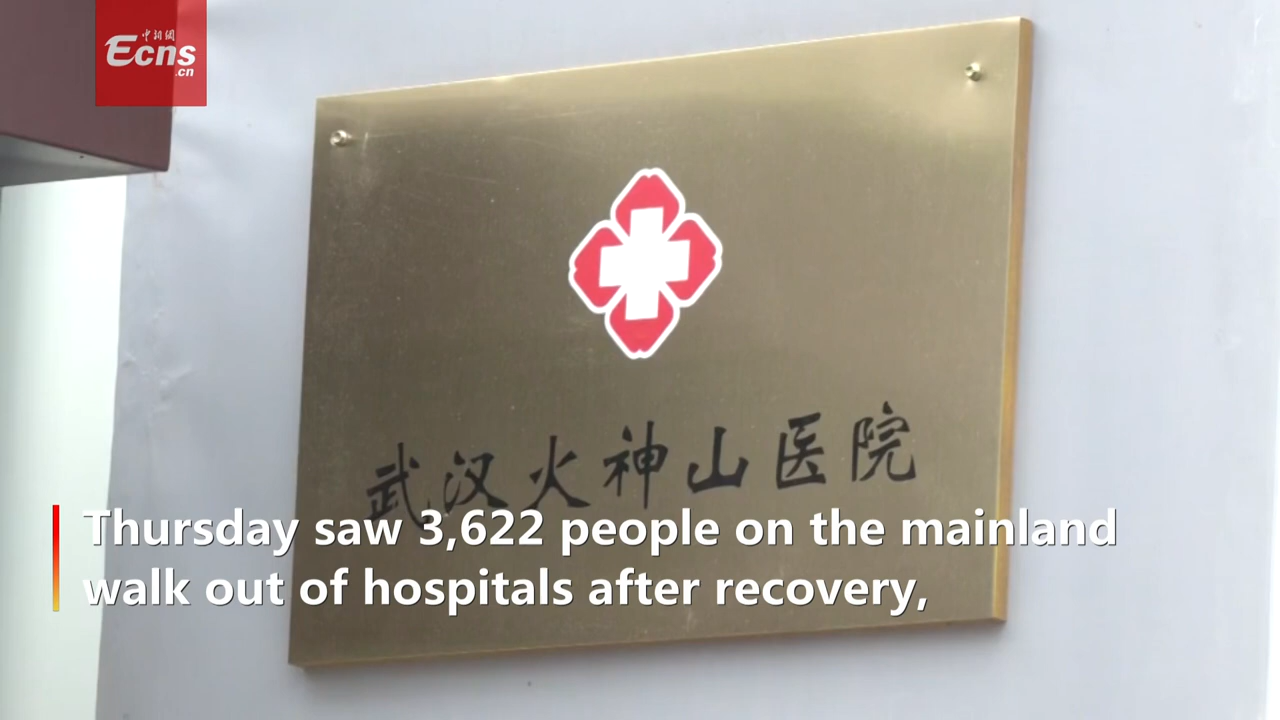 中新网
Ecns
.cn
武汉火神山医院
Thursday saw 3,622 people on the mainland
walk out of hospitals after recovery,